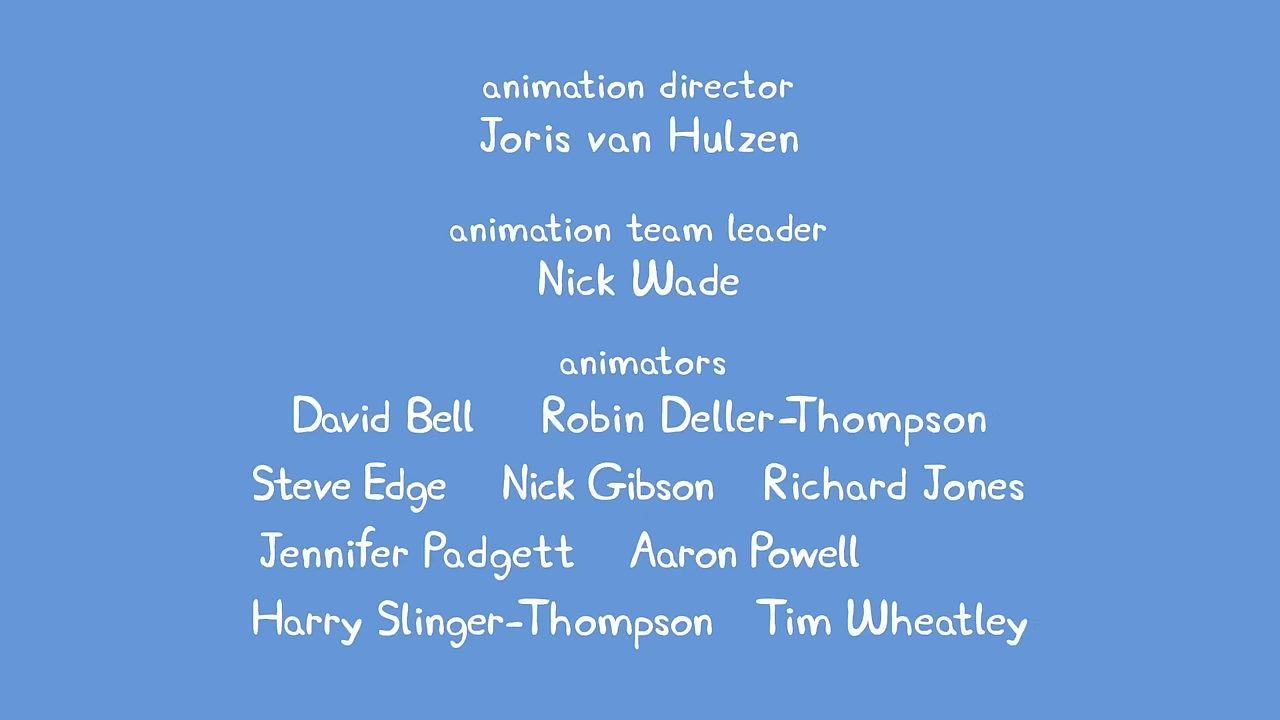 animation director
Joris van Hulzen
animation team leader
Nick Wade
animators
David Bell Robin Deller-Thompson
Steve Edge Nick Gibson Richard Jones
Jennifer Padgett Aaron Powell
Harry Slinger-Thompson Tim Wheatley